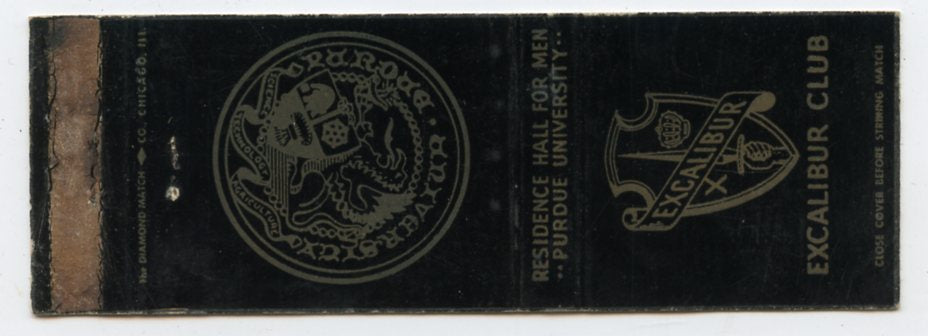 The DIAMOND MATCH CO. CHICAGO, ILL.
PURDUE UNIVERSITY
SCIENCE
TECHNOLOGY
AGRICULTURE
RESIDENCE HALL FOR MEN
··PURDUE·UNIVERSITY··
EXCALIBUR
EXCALIBUR CLUB
CLOSE COVER BEFORE STRIKING MATCH